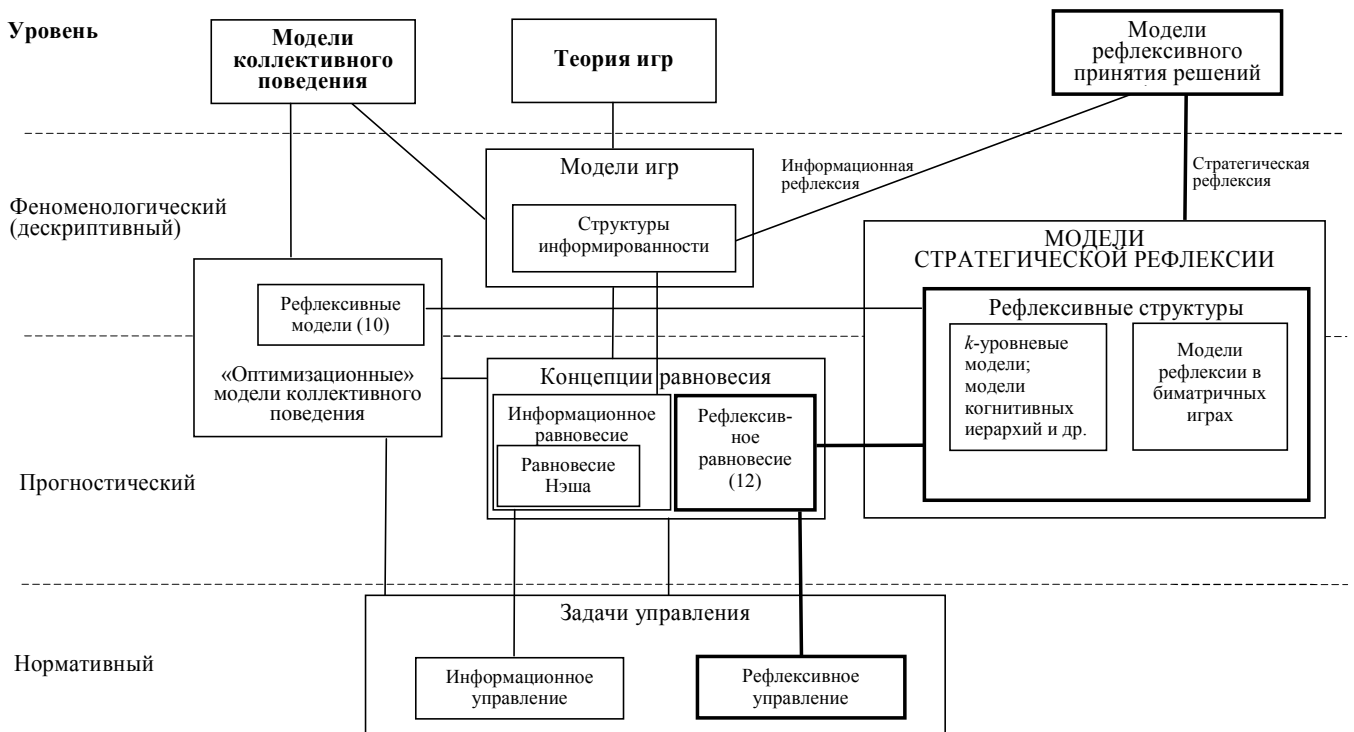 Уровень
Модели
коллективного
поведения
Теория игр
Модели
рефлексивного
принятия решений
Феноменологический
(дескриптивный)
Модели игр
Структуры
информированности
Информационная
рефлексия
Стратегическая
рефлексия
МОДЕЛИ
СТРАТЕГИЧЕСКОЙ РЕФЛЕКСИИ
Рефлексивные
модели (10)
«Оптимизационные»
модели коллективного
поведения
Рефлексивные структуры
k-уровневые
модели;
модели
когнитивных
иерархий и др.
Модели
рефлексии в
биматричных
играх
Прогностический
Концепции равновесия
Информационное
равновесие
Равновесие
Нэша
Рефлексив-
ное
равновесие
(12)
Нормативный
Задачи управления
Информационное
управление
Рефлексивное
управление